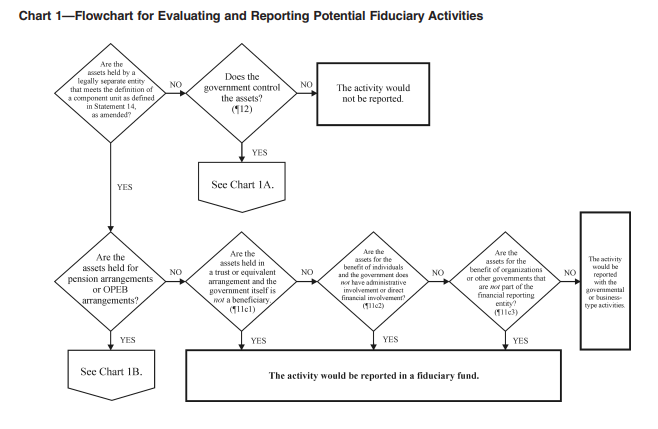 Chart 1—Flowchart for Evaluating and Reporting Potential Fiduciary Activities
Are the
assets held by a
legally separate entity
that meets the definition of
a component unit as defined
in Statement 14,
as amended?
NO
Does the
government control
the assets?
(¶12)
NO
The activity would
not be reported.
YES
See Chart 1A.
YES
Are the
assets held for
pension arrangements
or OPEB
arrangements?
NO
Are the
assets held in
a trust or equivalent
arrangement and the
government itself is
not a beneficiary.
(¶11c1)
NO
Are the
assets for the
benefit of individuals
and the government does
not have administrative
involvement or direct
financial involvement?
(¶11c2)
NO
Are the
assets for the
benefit of organizations
or other governments that
are not part of the
financial reporting
entity?
(¶11c3)
NO
The activity
would be
reported
with the
governmental
or business-
type activities.
YES
YES
YES
YES
See Chart 1B.
The activity would be reported in a fiduciary fund.